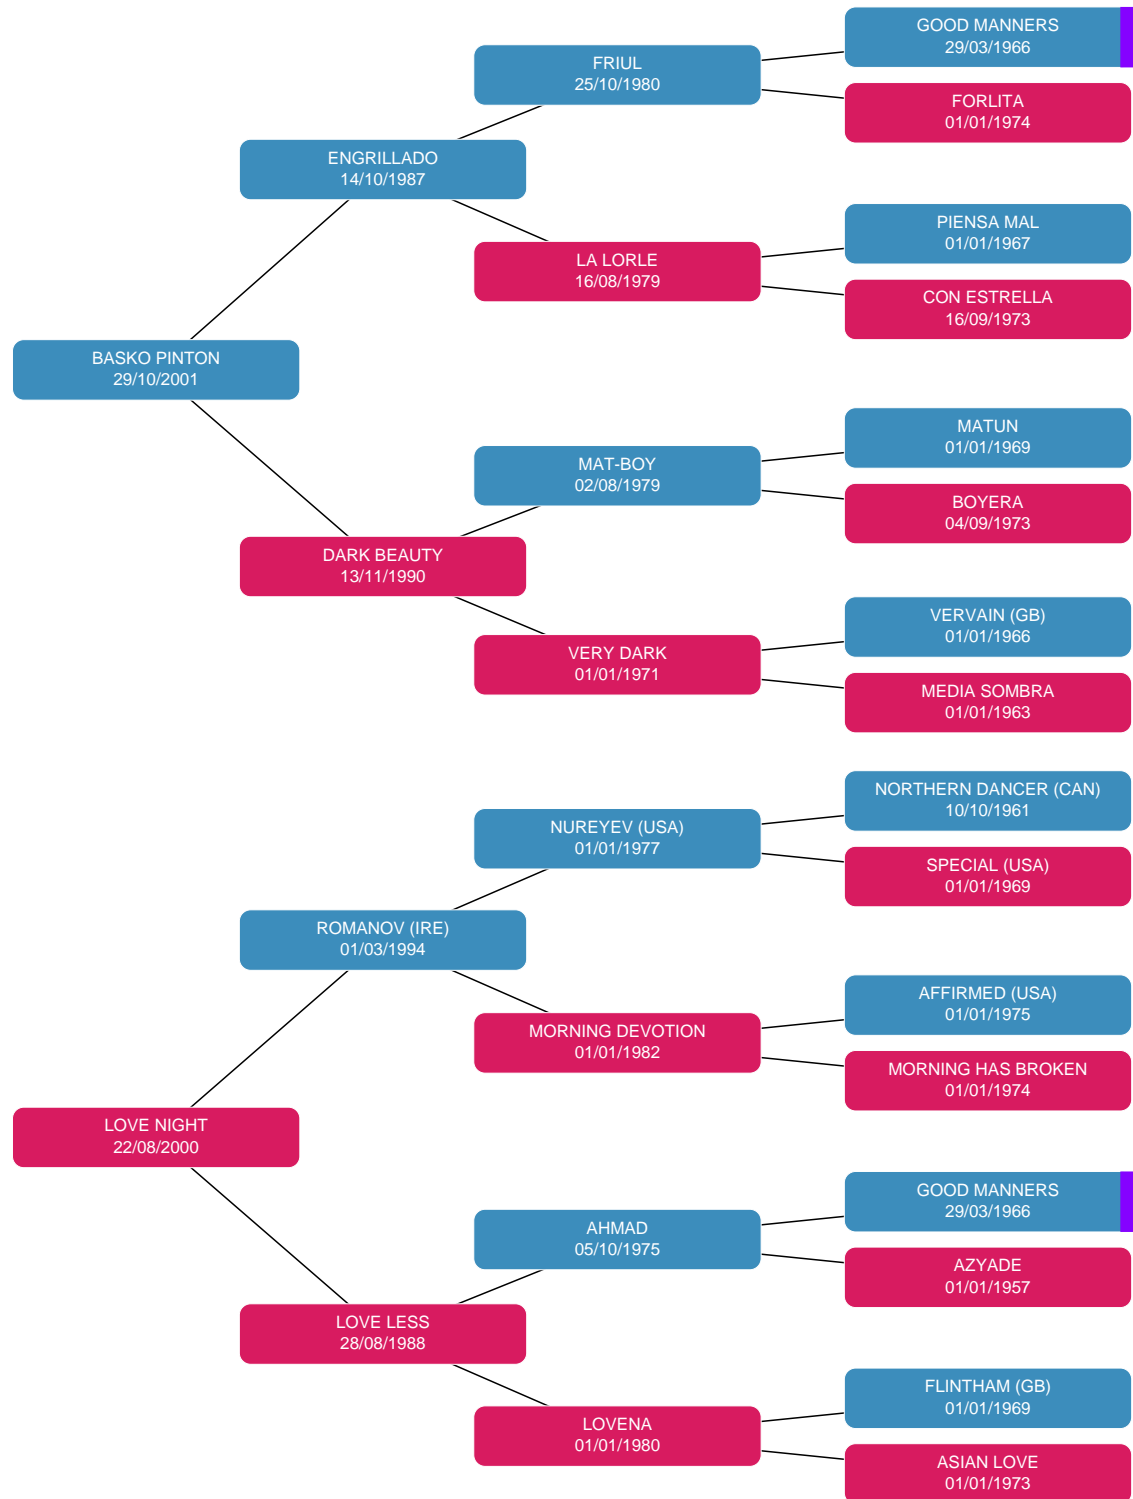 GOOD MANNERS
29/03/1966
FRIUL
25/10/1980
FORLITA
01/01/1974
ENGRILLADO
14/10/1987
PIENSA MAL
01/01/1967
LA LORLE
16/08/1979
CON ESTRELLA
16/09/1973
BASKO PINTON
29/10/2001
MATUN
01/01/1969
MAT-BOY
02/08/1979
BOYERA
04/09/1973
DARK BEAUTY
13/11/1990
VERVAIN (GB)
01/01/1966
VERY DARK
01/01/1971
MEDIA SOMBRA
01/01/1963
NORTHERN DANCER (CAN)
10/10/1961
NUREYEV (USA)
01/01/1977
SPECIAL (USA)
01/01/1969
ROMANOV (IRE)
01/03/1994
AFFIRMED (USA)
01/01/1975
MORNING DEVOTION
01/01/1982
MORNING HAS BROKEN
01/01/1974
LOVE NIGHT
22/08/2000
GOOD MANNERS
29/03/1966
AHMAD
05/10/1975
AZYADE
01/01/1957
LOVE LESS
28/08/1988
FLINTHAM (GB)
01/01/1969
LOVENA
01/01/1980
ASIAN LOVE
01/01/1973